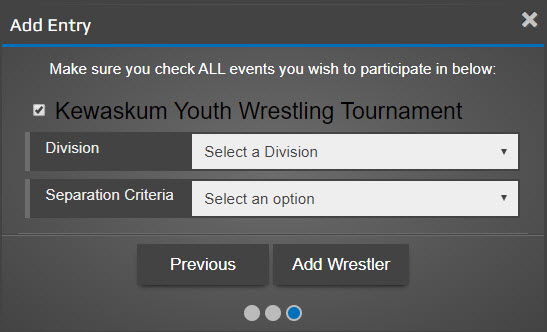 Add Entry
Make sure you check ALL events you wish to participate in below:
Kewaskum Youth Wrestling Tournament
Division Select a Division
Separation Criteria Select an option
Previous Add Wrestler